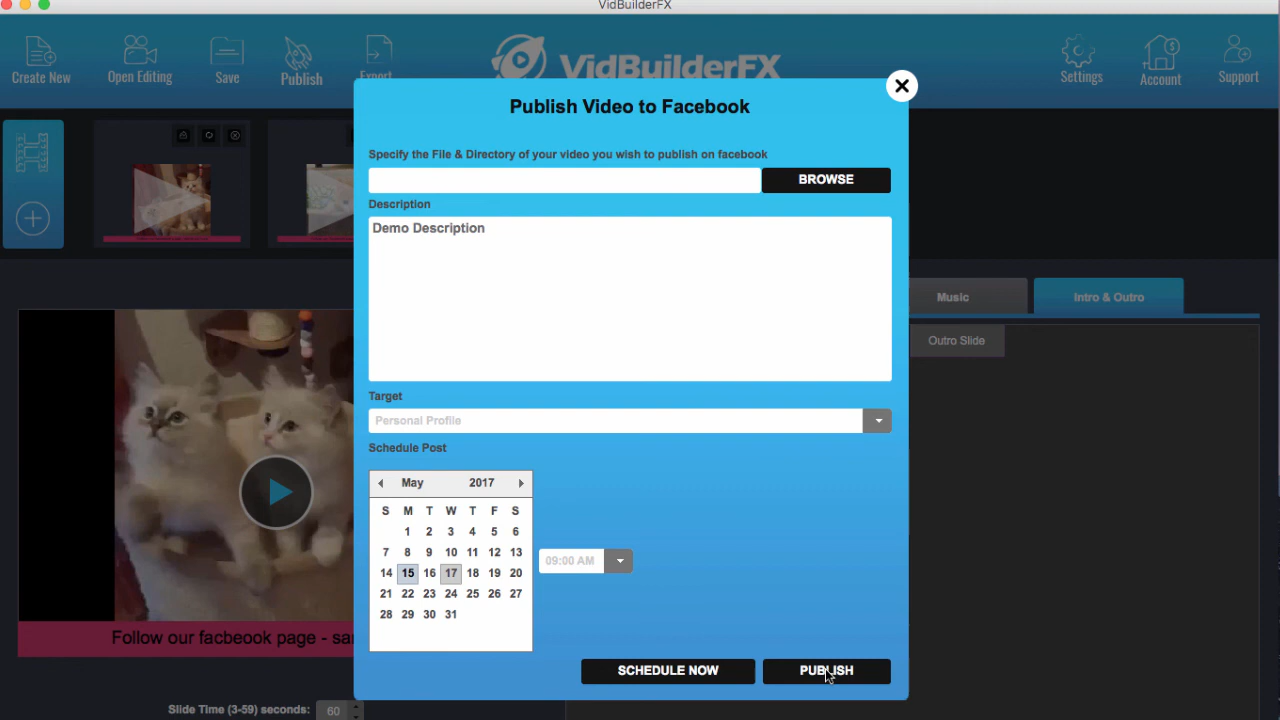 VidBuilderFX
Create New
Open Editing
Save
Publish
Export
VidBuilderFX
Settings
Account
Support
Publish Video to Facebook
Specify the File & Directory of your video you wish to publish on facebook
BROWSE
Description
Demo Description
Music
Intro & Outro
Outro Slide
Target
Personal Profile
Schedule Post
May 2017
S M T W T F S
1 2 3 4 5 6
7 8 9 10 11 12 13
14 15 16 17 18 19 20
21 22 23 24 25 26 27
28 29 30 31
09:00 AM
Follow our facbeook page - sa
SCHEDULE NOW
PUBLISH
Slide Time (3-59) seconds: 60